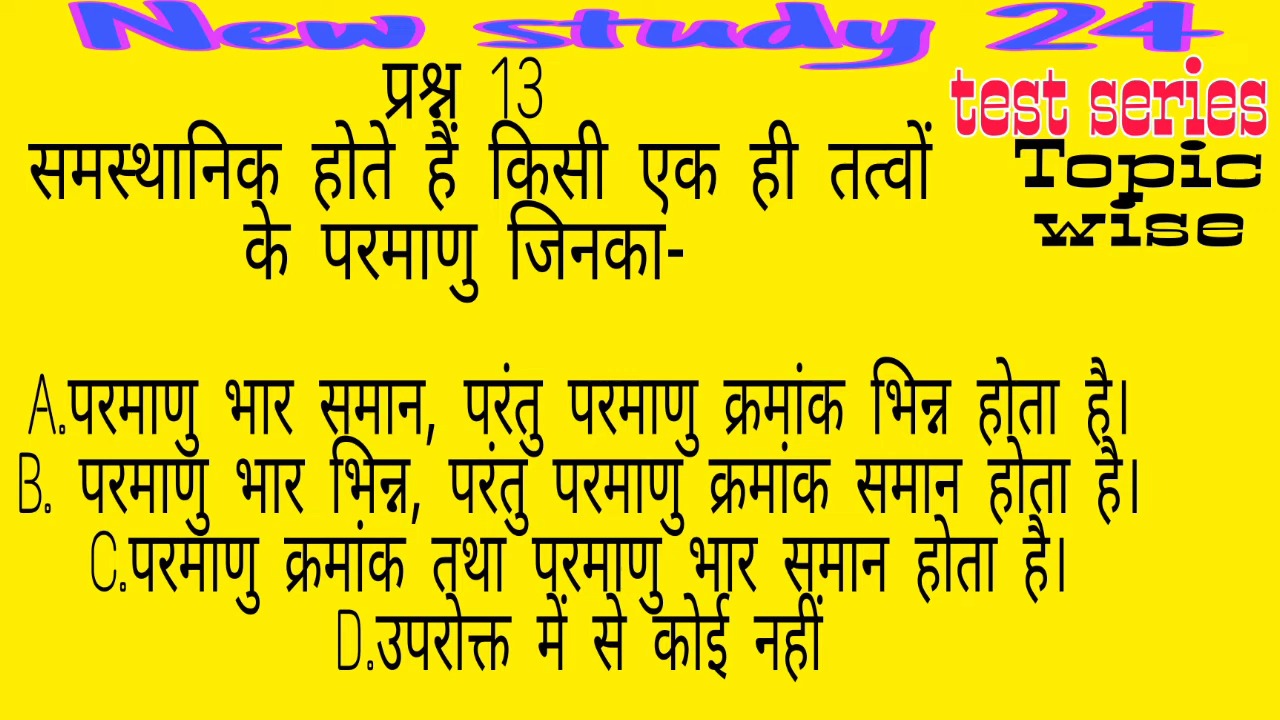 New study 24
test series
Topic
wise
प्रश्न 13
समस्थानिक होते हैं किसी एक ही तत्वों
के परमाणु जिनका-
A.परमाणु भार समान, परंतु परमाणु क्रमांक भिन्न होता है।
B. परमाणु भार भिन्न, परंतु परमाणु क्रमांक समान होता है।
C.परमाणु क्रमांक तथा परमाणु भार समान होता है।
D.उपरोक्त में से कोई नहीं